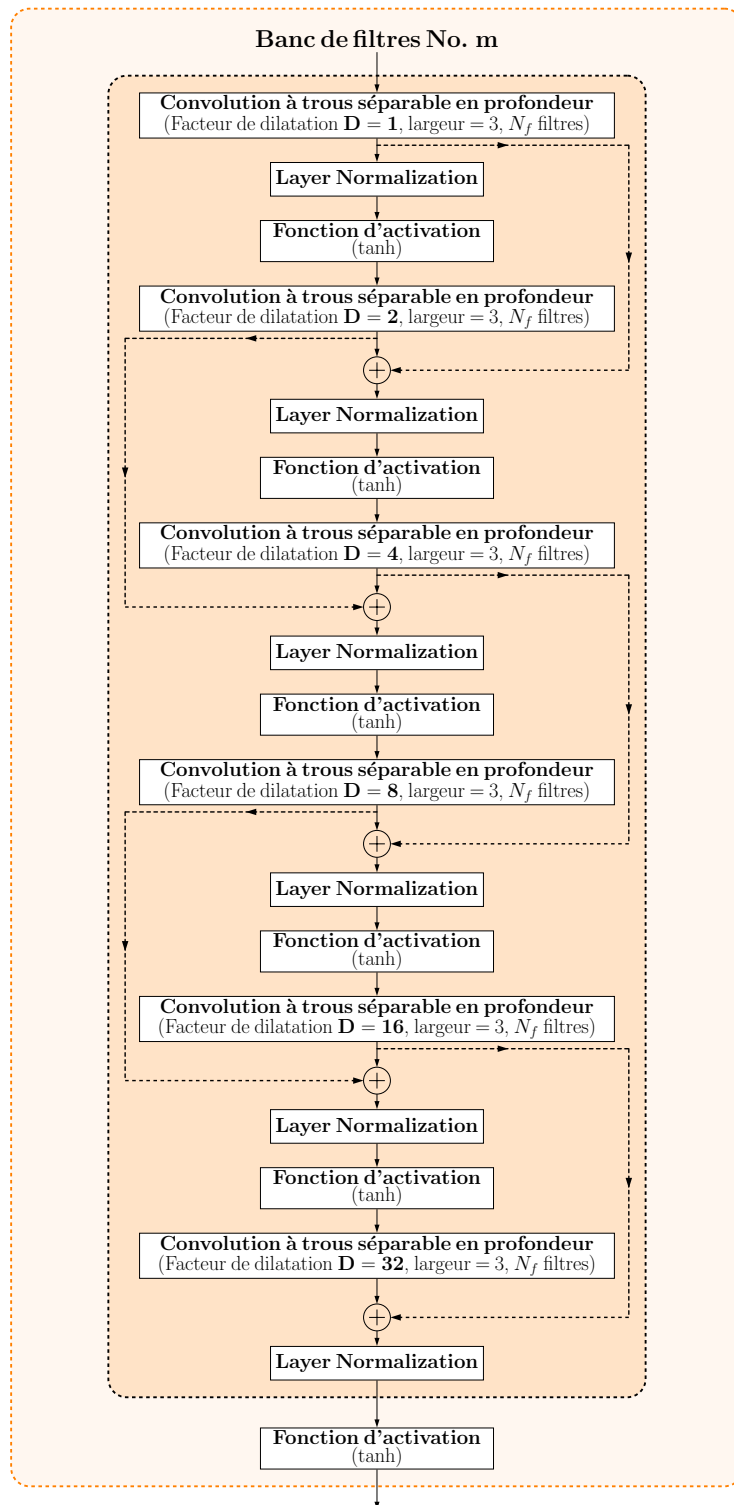 Banc de filtres No. m
Convolution à trous séparable en profondeur
(Facteur de dilatation D = 1, largeur = 3, N_f filtres)
Layer Normalization
Fonction d'activation
(tanh)
Convolution à trous séparable en profondeur
(Facteur de dilatation D = 2, largeur = 3, N_f filtres)
+
Layer Normalization
Fonction d'activation
(tanh)
Convolution à trous séparable en profondeur
(Facteur de dilatation D = 4, largeur = 3, N_f filtres)
+
Layer Normalization
Fonction d'activation
(tanh)
Convolution à trous séparable en profondeur
(Facteur de dilatation D = 8, largeur = 3, N_f filtres)
+
Layer Normalization
Fonction d'activation
(tanh)
Convolution à trous séparable en profondeur
(Facteur de dilatation D = 16, largeur = 3, N_f filtres)
+
Layer Normalization
Fonction d'activation
(tanh)
Convolution à trous séparable en profondeur
(Facteur de dilatation D = 32, largeur = 3, N_f filtres)
+
Layer Normalization
Fonction d'activation
(tanh)